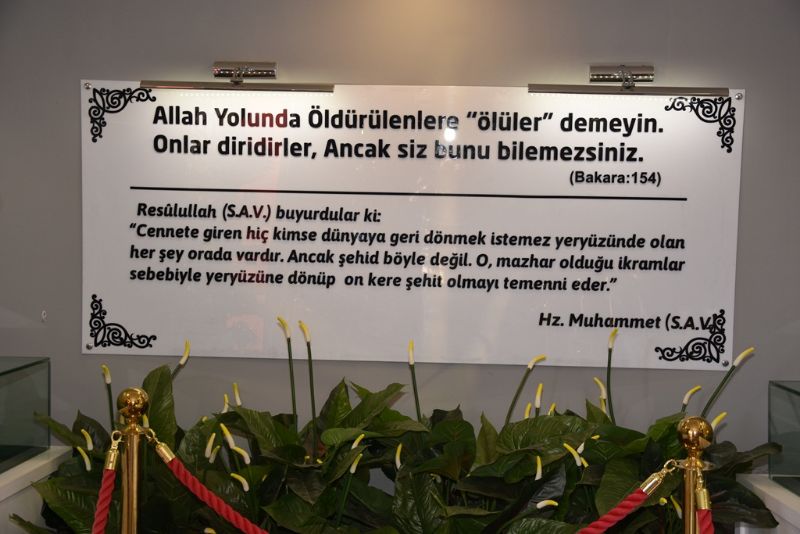 Allah Yolunda Öldürülenlere “ölüler” demeyin.
Onlar diridirler, Ancak siz bunu bilemezsiniz.
(Bakara:154)
Resûlullah (S.A.V.) buyurdular ki:
“Cennete giren hiç kimse dünyaya geri dönmek istemez yeryüzünde olan
her şey orada vardır. Ancak şehid böyle değil. O, mazhar olduğu ikramlar
sebebiyle yeryüzüne dönüp on kere şehit olmayı temenni eder.”
Hz. Muhammet (S.A.V.)